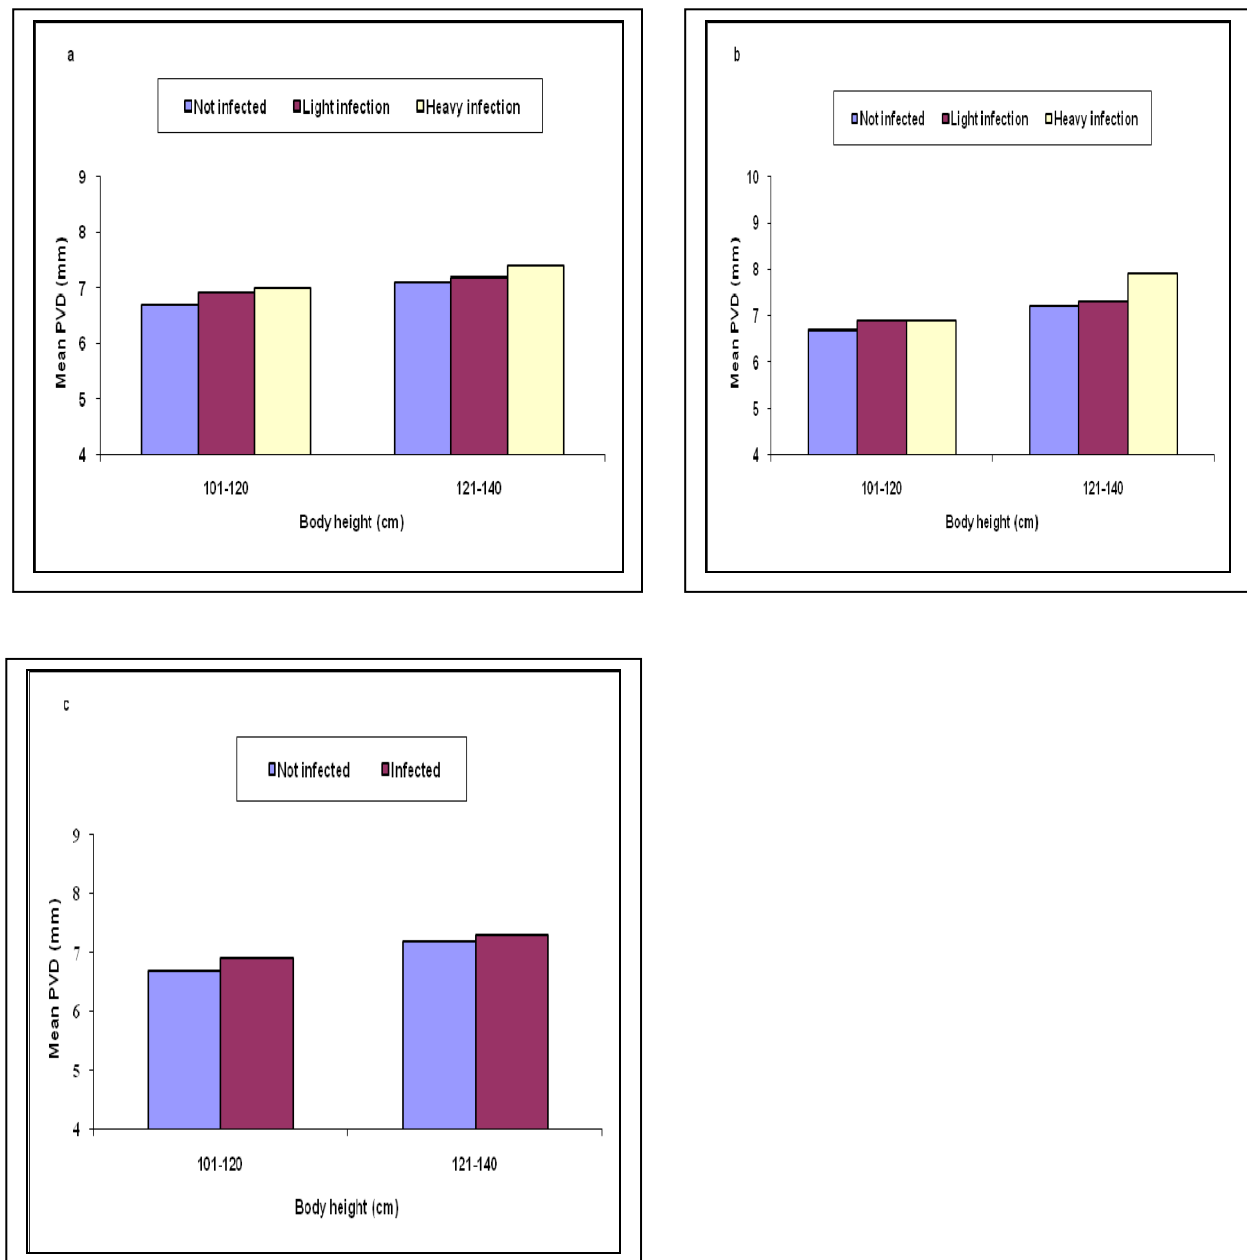 a
Not infected Light infection Heavy infection
9
8
7
6
5
4
Mean PVD (mm)
101-120 121-140
Body height (cm)
b
Not infected Light infection Heavy infection
10
9
8
7
6
5
4
Mean PVD (mm)
101-120 121-140
Body height (cm)
c
Not infected Infected
9
8
7
6
5
4
Mean PVD (mm)
101-120 121-140
Body height (cm)